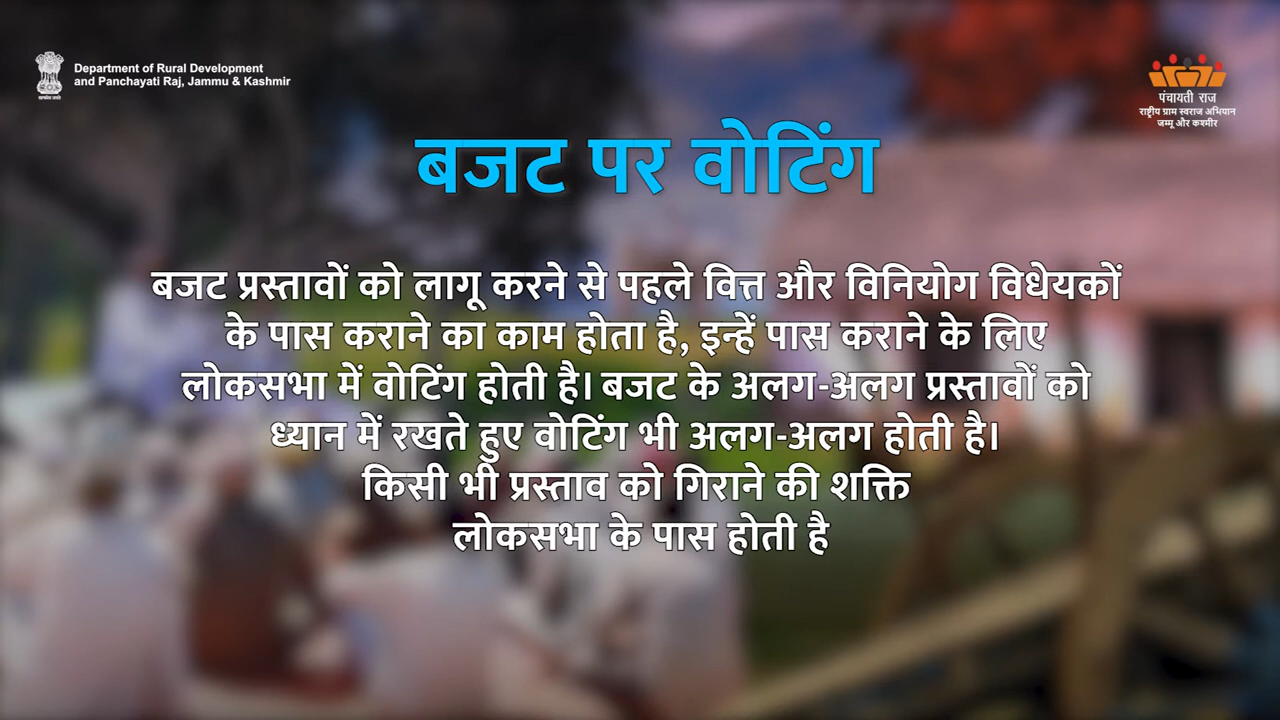 Department of Rural Development
and Panchayati Raj, Jammu & Kashmir
पंचायती राज
राष्ट्रीय ग्राम स्वराज अभियान
जम्मू और कश्मीर
बजट पर वोटिंग
बजट प्रस्तावों को लागू करने से पहले वित्त और विनियोग विधेयकों
के पास कराने का काम होता है, इन्हें पास कराने के लिए
लोकसभा में वोटिंग होती है। बजट के अलग-अलग प्रस्तावों को
ध्यान में रखते हुए वोटिंग भी अलग-अलग होती है।
किसी भी प्रस्ताव को गिराने की शक्ति
लोकसभा के पास होती है